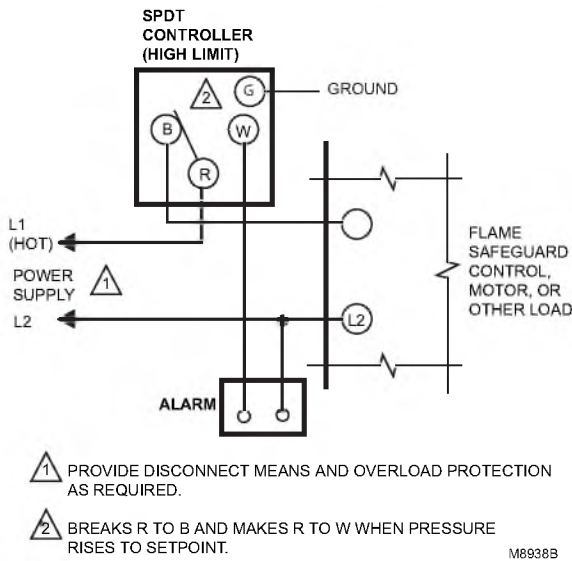 SPDT
CONTROLLER
(HIGH LIMIT)
2
G
GROUND
B
W
R
L1
(HOT)
POWER
SUPPLY
1
L2
L2
FLAME
SAFEGUARD
CONTROL,
MOTOR, OR
OTHER LOAD
ALARM
1 PROVIDE DISCONNECT MEANS AND OVERLOAD PROTECTION
AS REQUIRED.
2 BREAKS R TO B AND MAKES R TO W WHEN PRESSURE
RISES TO SETPOINT.
M8938B